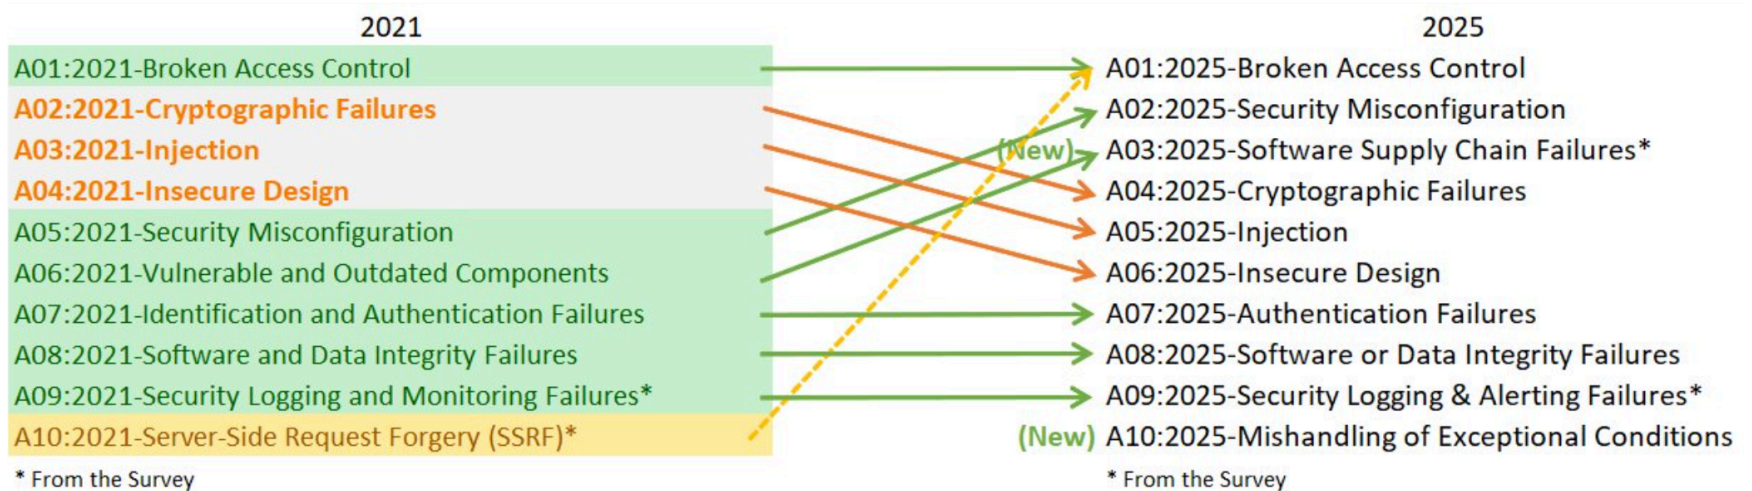 2021
A01:2021-Broken Access Control
A02:2021-Cryptographic Failures
A03:2021-Injection
A04:2021-Insecure Design
A05:2021-Security Misconfiguration
A06:2021-Vulnerable and Outdated Components
A07:2021-Identification and Authentication Failures
A08:2021-Software and Data Integrity Failures
A09:2021-Security Logging and Monitoring Failures*
A10:2021-Server-Side Request Forgery (SSRF)*
* From the Survey
2025
A01:2025-Broken Access Control
A02:2025-Security Misconfiguration
(New) A03:2025-Software Supply Chain Failures*
A04:2025-Cryptographic Failures
A05:2025-Injection
A06:2025-Insecure Design
A07:2025-Authentication Failures
A08:2025-Software or Data Integrity Failures
A09:2025-Security Logging & Alerting Failures*
(New) A10:2025-Mishandling of Exceptional Conditions
* From the Survey